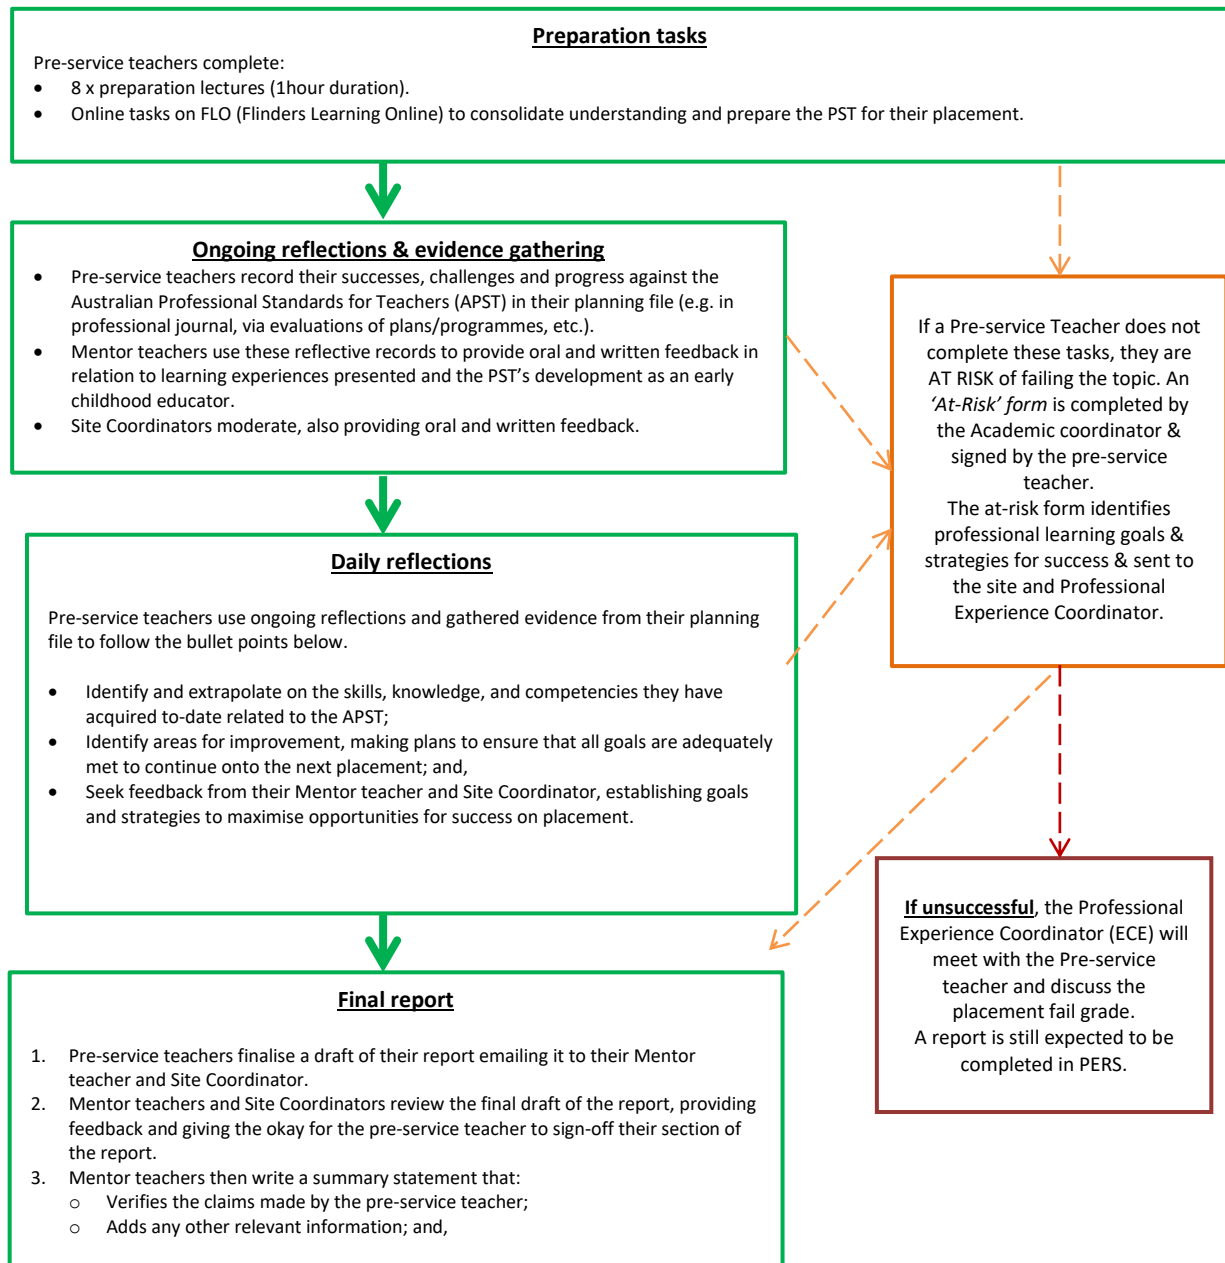 Preparation tasks
Pre-service teachers complete:
• 8 x preparation lectures (1hour duration).
• Online tasks on FLO (Flinders Learning Online) to consolidate understanding and prepare the PST for their placement.
Ongoing reflections & evidence gathering
• Pre-service teachers record their successes, challenges and progress against the
Australian Professional Standards for Teachers (APST) in their planning file (e.g. in
professional journal, via evaluations of plans/programmes, etc.).
• Mentor teachers use these reflective records to provide oral and written feedback in
relation to learning experiences presented and the PST's development as an early
childhood educator.
• Site Coordinators moderate, also providing oral and written feedback.
If a Pre-service Teacher does not
complete these tasks, they are
AT RISK of failing the topic. An
'At-Risk' form is completed by
the Academic coordinator &
signed by the pre-service
teacher.
The at-risk form identifies
professional learning goals &
strategies for success & sent to
the site and Professional
Experience Coordinator.
Daily reflections
Pre-service teachers use ongoing reflections and gathered evidence from their planning
file to follow the bullet points below.
• Identify and extrapolate on the skills, knowledge, and competencies they have
acquired to-date related to the APST;
• Identify areas for improvement, making plans to ensure that all goals are adequately
met to continue onto the next placement; and,
• Seek feedback from their Mentor teacher and Site Coordinator, establishing goals
and strategies to maximise opportunities for success on placement.
If unsuccessful, the Professional
Experience Coordinator (ECE) will
meet with the Pre-service
teacher and discuss the
placement fail grade.
A report is still expected to be
completed in PERS.
Final report
1. Pre-service teachers finalise a draft of their report emailing it to their Mentor
teacher and Site Coordinator.
2. Mentor teachers and Site Coordinators review the final draft of the report, providing
feedback and giving the okay for the pre-service teacher to sign-off their section of
the report.
3. Mentor teachers then write a summary statement that:
o Verifies the claims made by the pre-service teacher;
o Adds any other relevant information; and,